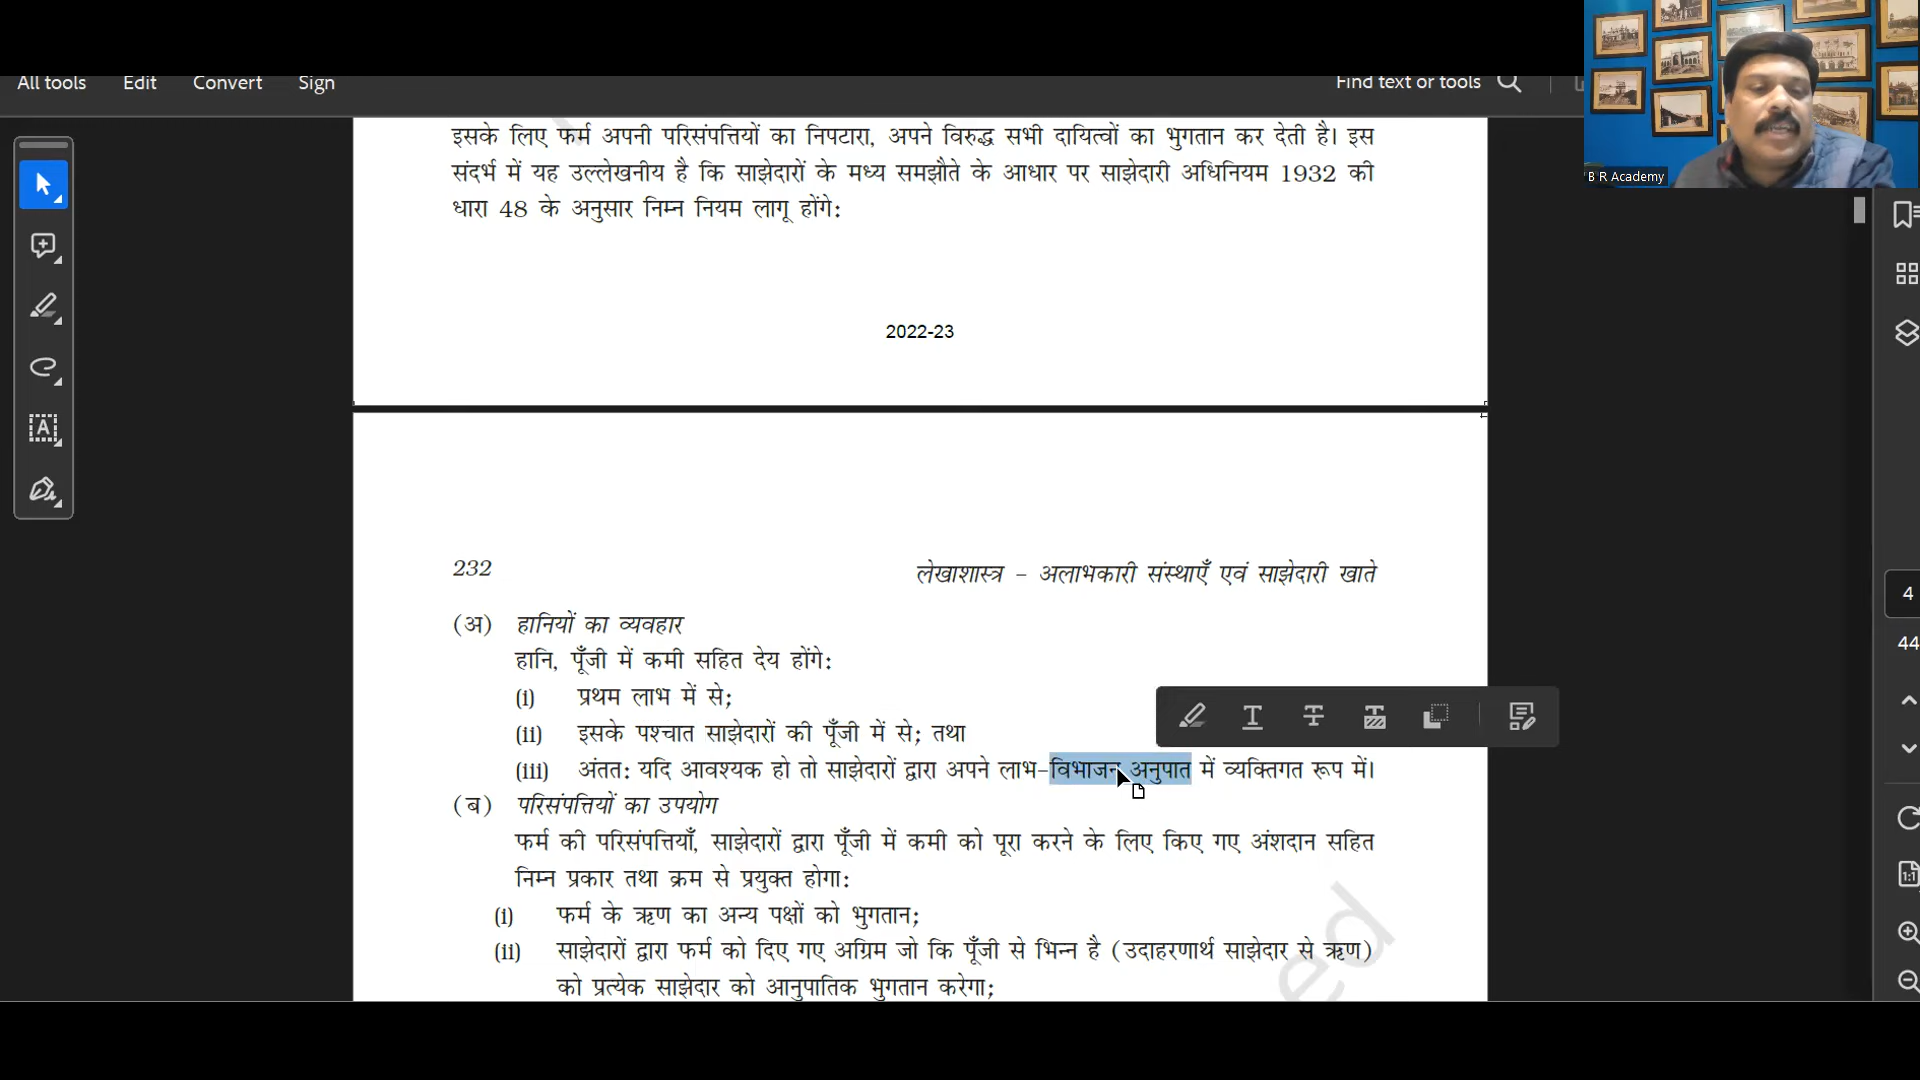 All tools Edit Convert Sign Find text or tools
B R Academy
इसके लिए फर्म अपनी परिसंपत्तियों का निपटारा, अपने विरुद्ध सभी दायित्वों का भुगतान कर देती है। इस
संदर्भ में यह उल्लेखनीय है कि साझेदारों के मध्य समझौते के आधार पर साझेदारी अधिनियम 1932 की
धारा 48 के अनुसार निम्न नियम लागू होंगे:
2022-23
232 लेखाशास्त्र – अलाभकारी संस्थाएँ एवं साझेदारी खाते
(अ) हानियों का व्यवहार
हानि, पूँजी में कमी सहित देय होंगे:
(i) प्रथम लाभ में से;
(ii) इसके पश्चात साझेदारों की पूँजी में से; तथा
(iii) अंतत: यदि आवश्यक हो तो साझेदारों द्वारा अपने लाभ-विभाजन अनुपात में व्यक्तिगत रूप में।
(ब) परिसंपत्तियों का उपयोग
फर्म की परिसंपत्तियाँ, साझेदारों द्वारा पूँजी में कमी को पूरा करने के लिए किए गए अंशदान सहित
निम्न प्रकार तथा क्रम से प्रयुक्त होगा:
(i) फर्म के ऋण का अन्य पक्षों को भुगतान;
(ii) साझेदारों द्वारा फर्म को दिए गए अग्रिम जो कि पूँजी से भिन्न है (उदाहरणार्थ साझेदार से ऋण)
को प्रत्येक साझेदार को आनुपातिक भुगतान करेगा;
ed
4
44
1:1